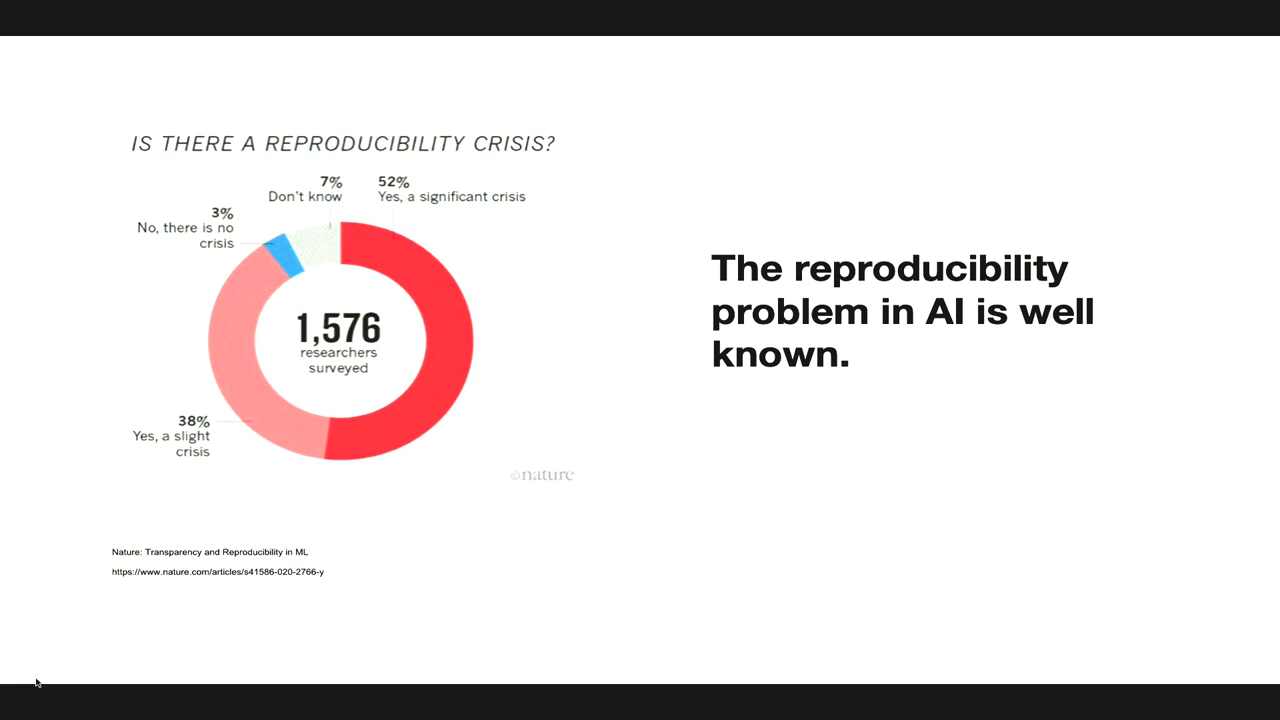 IS THERE A REPRODUCIBILITY CRISIS?
7%
Don't know
52%
Yes, a significant crisis
3%
No, there is no
crisis
1,576
researchers
surveyed
38%
Yes, a slight
crisis
©nature
The reproducibility
problem in AI is well
known.
Nature: Transparency and Reproducibility in ML
https://www.nature.com/articles/s41586-020-2766-y